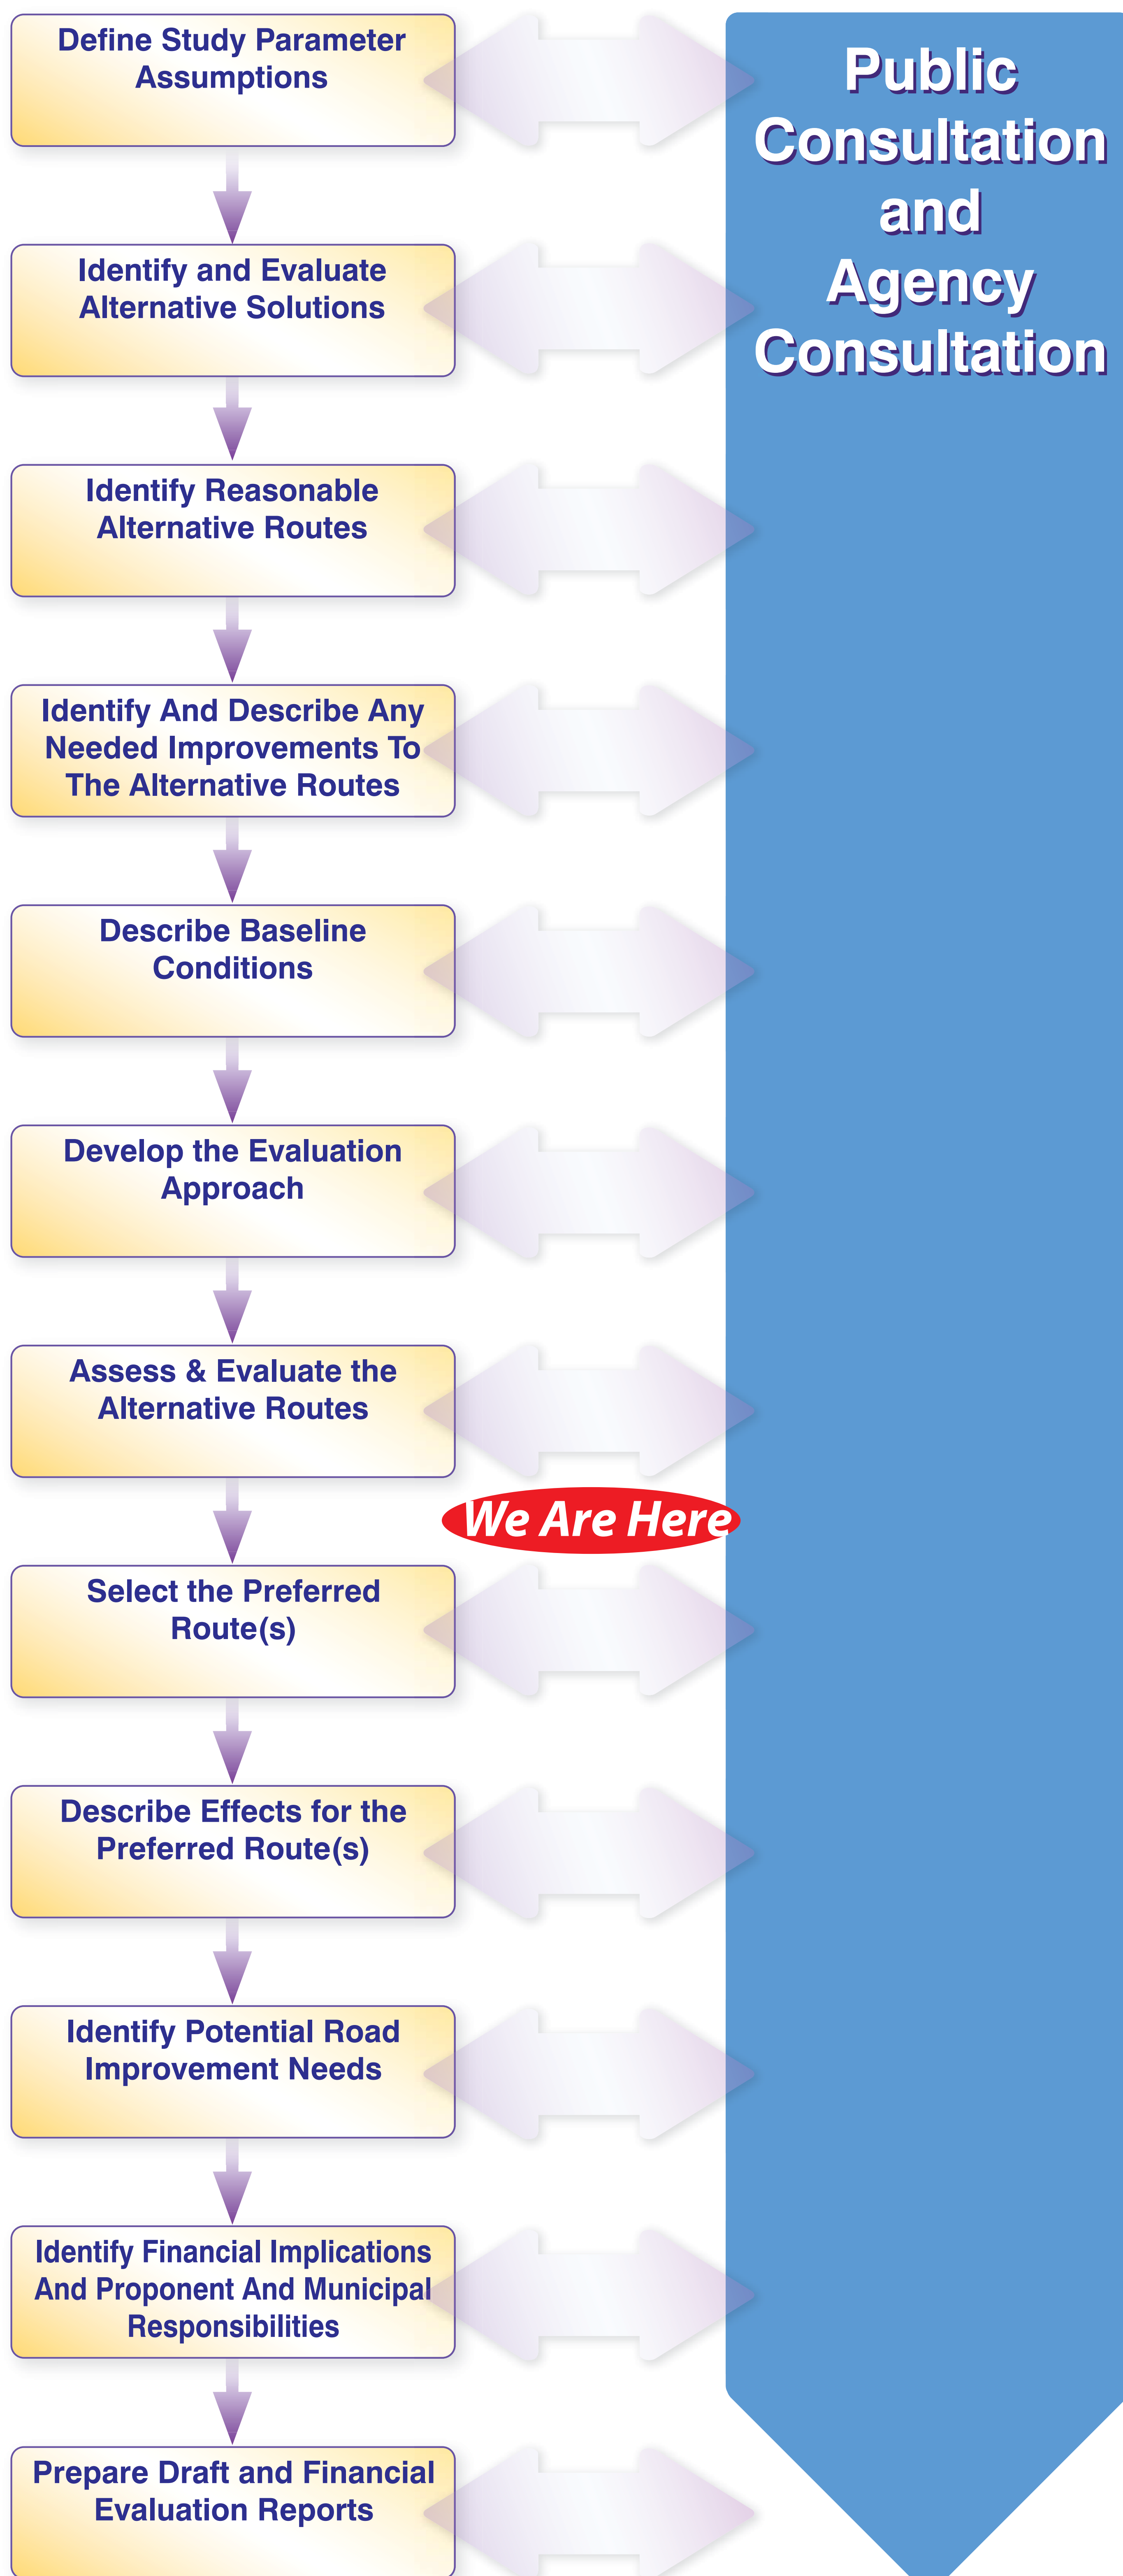 Define Study Parameter
Assumptions
Public
Consultation
and
Agency
Consultation
Identify and Evaluate
Alternative Solutions
Identify Reasonable
Alternative Routes
Identify And Describe Any
Needed Improvements To
The Alternative Routes
Describe Baseline
Conditions
Develop the Evaluation
Approach
Assess & Evaluate the
Alternative Routes
We Are Here
Select the Preferred
Route(s)
Describe Effects for the
Preferred Route(s)
Identify Potential Road
Improvement Needs
Identify Financial Implications
And Proponent And Municipal
Responsibilities
Prepare Draft and Financial
Evaluation Reports